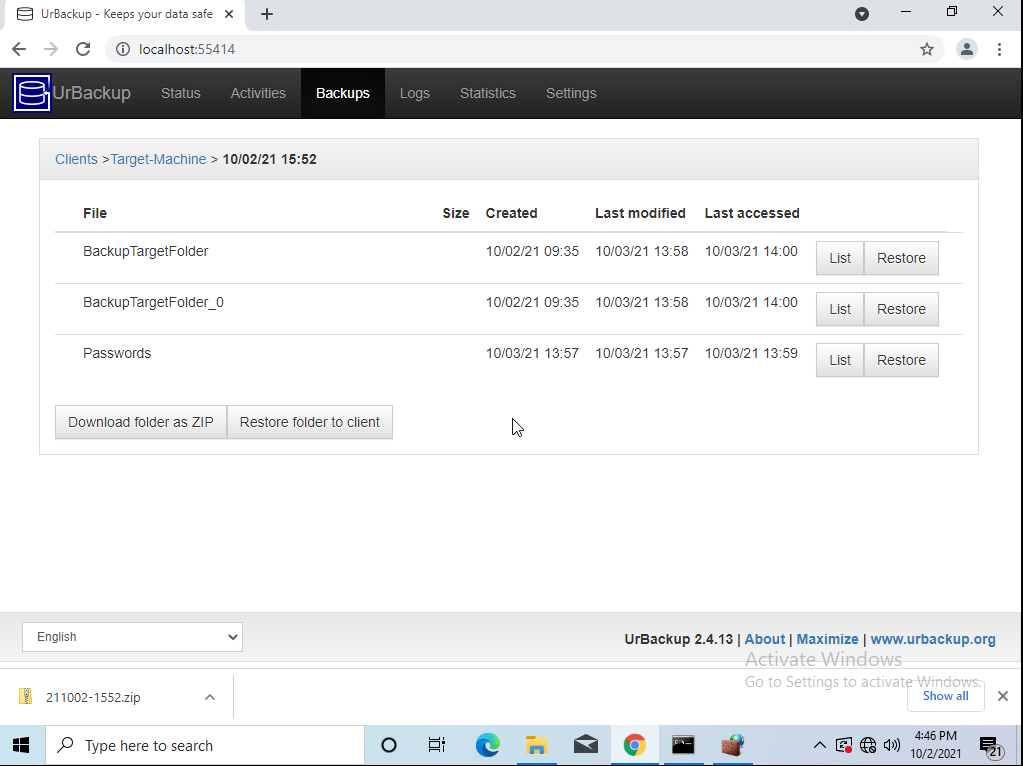 UrBackup - Keeps your data safe
localhost:55414
UrBackup Status Activities Backups Logs Statistics Settings
Clients >Target-Machine > 10/02/21 15:52
File Size Created Last modified Last accessed
BackupTargetFolder 10/02/21 09:35 10/03/21 13:58 10/03/21 14:00 List Restore
BackupTargetFolder_0 10/02/21 09:35 10/03/21 13:58 10/03/21 14:00 List Restore
Passwords 10/03/21 13:57 10/03/21 13:57 10/03/21 13:59 List Restore
Download folder as ZIP Restore folder to client
English
UrBackup 2.4.13 | About | Maximize | www.urbackup.org
Activate Windows
Go to Settings to activate Windows.
211002-1552.zip
Show all
Type here to search
4:46 PM
10/2/2021
21